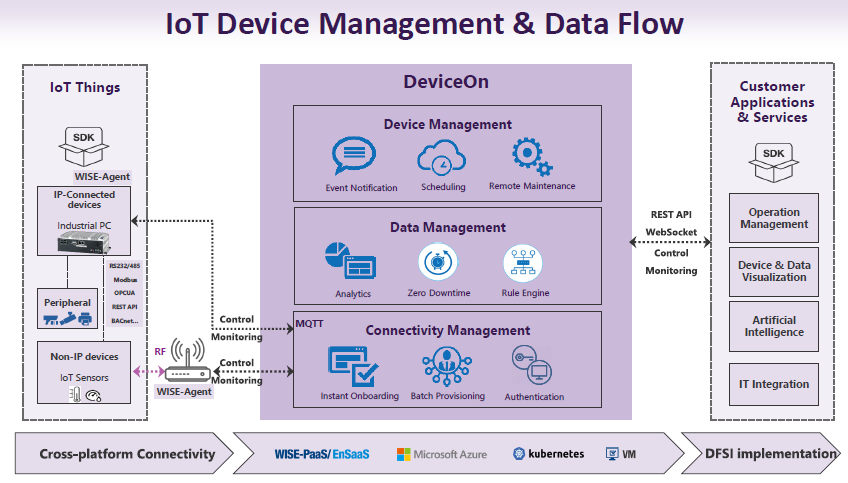 IoT Device Management & Data Flow
IoT Things
SDK
WISE-Agent
IP-Connected
devices
Industrial PC
RS232/485
Modbus
OPCUA
REST API
BACnet...
Peripheral
Non-IP devices
IoT Sensors
RF
WISE-Agent
Control
Monitoring
Control
Monitoring
DeviceOn
Device Management
Event Notification
Scheduling
Remote Maintenance
Data Management
Analytics
Zero Downtime
Rule Engine
MQTT
Connectivity Management
Instant Onboarding
Batch Provisioning
Authentication
REST API
WebSocket
Control
Monitoring
Customer
Applications
& Services
SDK
Operation
Management
Device & Data
Visualization
Artificial
Intelligence
IT Integration
Cross-platform Connectivity
WISE-PaaS/EnSaaS
Microsoft Azure
kubernetes
VM
DFSI implementation